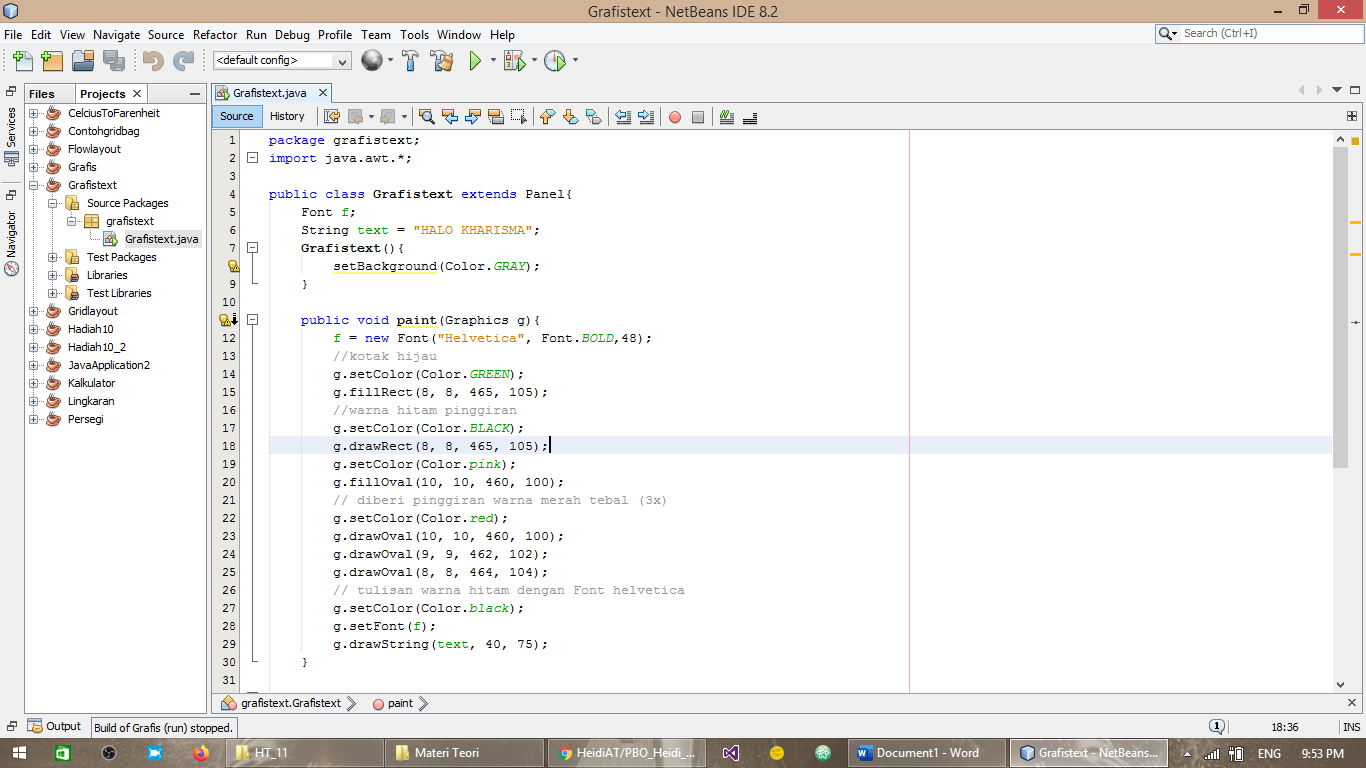 Grafistext - NetBeans IDE 8.2
File Edit View Navigate Source Refactor Run Debug Profile Team Tools Window Help
Search (Ctrl+I)
<default config>
Files Projects
Services
Navigator
CelciusToFarenheit
Contohgridbag
Flowlayout
Grafis
Grafistext
Source Packages
grafistext
Grafistext.java
Test Packages
Libraries
Test Libraries
Gridlayout
Hadiah10
Hadiah10_2
JavaApplication2
Kalkulator
Lingkaran
Persegi
Grafistext.java
Source History
1 package grafistext;
2 import java.awt.*;
3
4 public class Grafistext extends Panel{
5 Font f;
6 String text = "HALO KHARISMA";
7 Grafistext(){
setBackground(Color.GRAY);
9 }
10
public void paint(Graphics g){
12 f = new Font("Helvetica", Font.BOLD,48);
13 //kotak hijau
14 g.setColor(Color.GREEN);
15 g.fillRect(8, 8, 465, 105);
16 //warna hitam pinggiran
17 g.setColor(Color.BLACK);
18 g.drawRect(8, 8, 465, 105);
19 g.setColor(Color.pink);
20 g.fillOval(10, 10, 460, 100);
21 // diberi pinggiran warna merah tebal (3x)
22 g.setColor(Color.red);
23 g.drawOval(10, 10, 460, 100);
24 g.drawOval(9, 9, 462, 102);
25 g.drawOval(8, 8, 464, 104);
26 // tulisan warna hitam dengan Font helvetica
27 g.setColor(Color.black);
28 g.setFont(f);
29 g.drawString(text, 40, 75);
30 }
31
grafistext.Grafistext paint
Output Build of Grafis (run) stopped. 1 18:36 INS
HT_11 Materi Teori HeidiAT/PBO_Heidi_... Document1 - Word Grafistext - NetBeans... ENG 9:53 PM